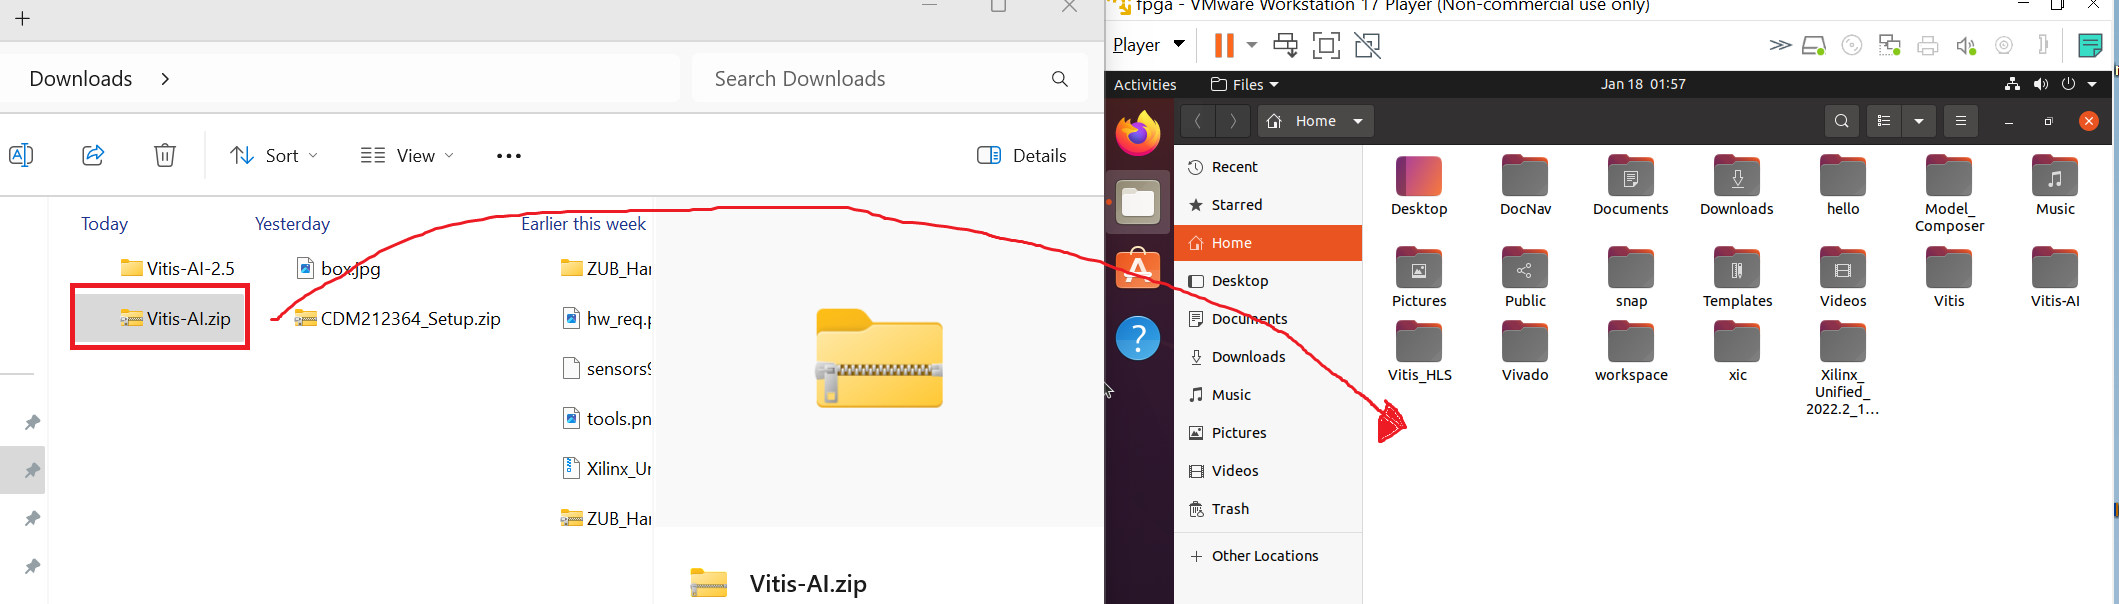 fpga - VMware Workstation 17 Player (Non-commercial use only)
Player
Downloads
Search Downloads
Sort
View
Details
Today
Yesterday
Earlier this week
Vitis-AI-2.5
Vitis-AI.zip
box.jpg
CDM212364_Setup.zip
ZUB_Har
hw_req.p
sensors9
tools.pn
Xilinx_Ur
ZUB_Har
Vitis-AI.zip
Activities
Files
Jan 18 01:57
Home
Recent
Starred
Home
Desktop
Documents
Downloads
Music
Pictures
Videos
Trash
Other Locations
Desktop
DocNav
Documents
Downloads
hello
Model_
Composer
Music
Pictures
Public
snap
Templates
Videos
Vitis
Vitis-AI
Vitis_HLS
Vivado
workspace
xic
Xilinx_
Unified_
2022.2_1...